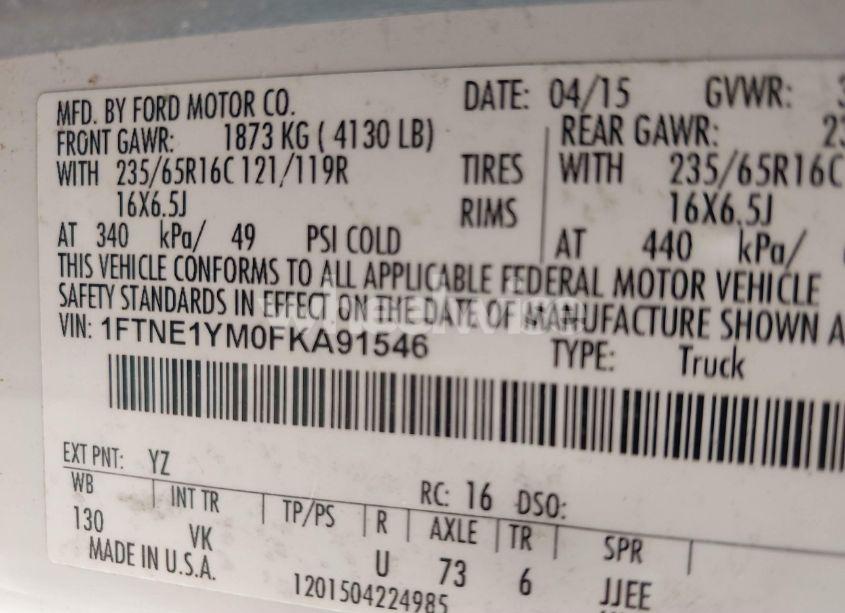 MFD. BY FORD MOTOR CO. DATE: 04/15 GVWR:
FRONT GAWR: 1873 KG ( 4130 LB) REAR GAWR:
WITH 235/65R16C 121/119R TIRES WITH 235/65R16C
16X6.5J RIMS 16X6.5J
AT 340 kPa/ 49 PSI COLD AT 440 kPa/
THIS VEHICLE CONFORMS TO ALL APPLICABLE FEDERAL MOTOR VEHICLE
SAFETY STANDARDS IN EFFECT ON THE DATE OF MANUFACTURE SHOWN A
VIN: 1FTNE1YM0FKA91546 TYPE: Truck
EXT PNT: YZ RC: 16 DSO:
WB INT TR TP/PS R AXLE TR SPR
130 VK U 73 6 JJEE
MADE IN U.S.A. 1201504224985